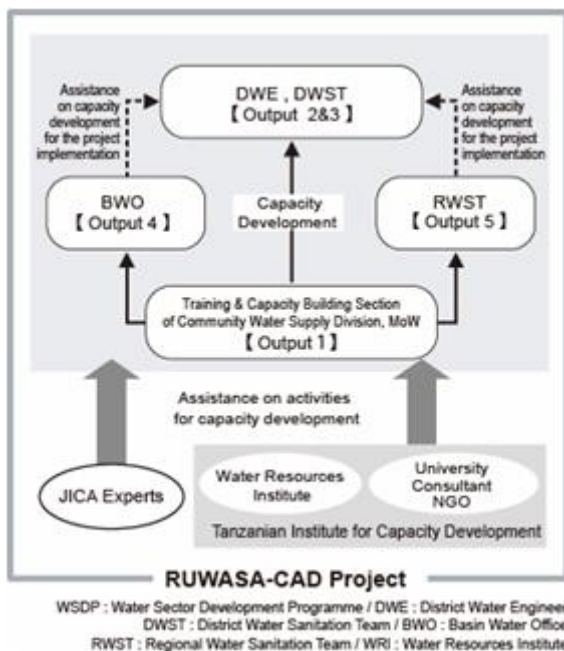 Assistance
on capacity
development
for the project
implementation
DWE , DWST
【 Output 2&3 】
Assistance
on capacity
development
for the project
implementation
BWO
【 Output 4 】
Capacity
Development
RWST
【 Output 5 】
Training & Capacity Building Section
of Community Water Supply Division, MoW
【 Output 1 】
Assistance on activities
for capacity development
JICA Experts
Water Resources
Institute
University
Consultant
NGO
Tanzanian Institute for Capacity Development
RUWASA-CAD Project
WSDP : Water Sector Development Programme / DWE : District Water Engineer
DWST : District Water Sanitation Team / BWO : Basin Water Office
RWST : Regional Water Sanitation Team / WRI : Water Resources Institute